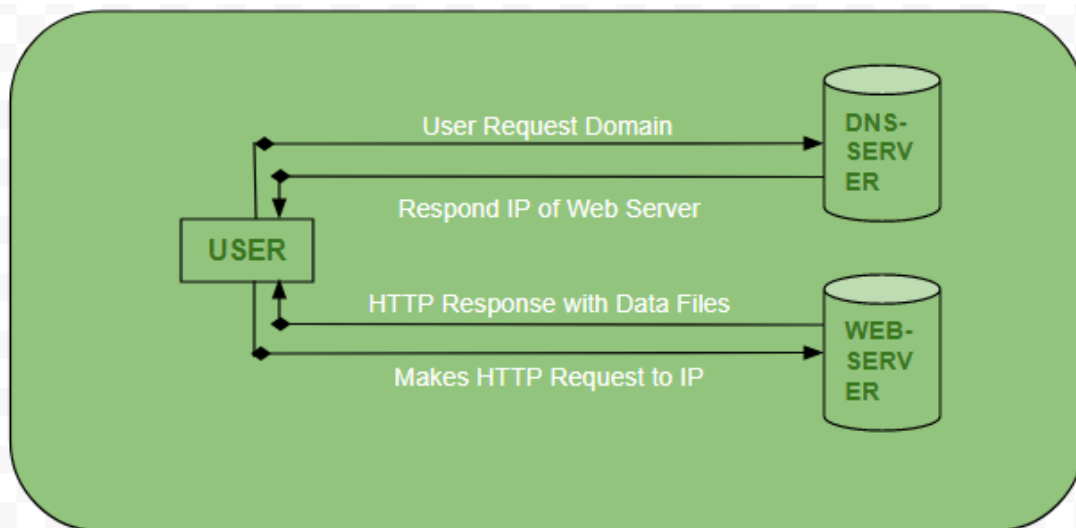 User Request Domain
DNS-
SERV
ER
Respond IP of Web Server
USER
HTTP Response with Data Files
WEB-
SERV
ER
Makes HTTP Request to IP